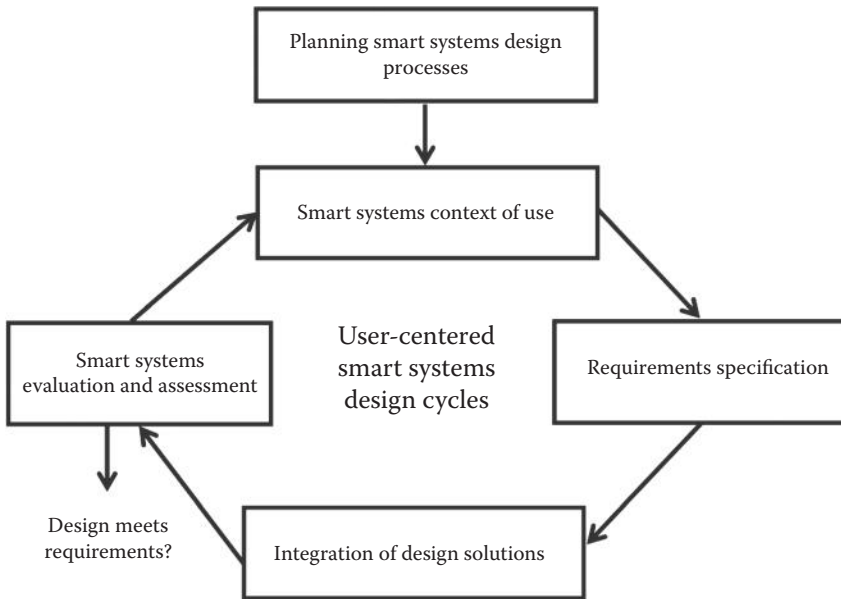 Planning smart systems design
processes
Smart systems context of use
User-centered
smart systems
design cycles
Smart systems
evaluation and assessment
Requirements specification
Design meets
requirements?
Integration of design solutions